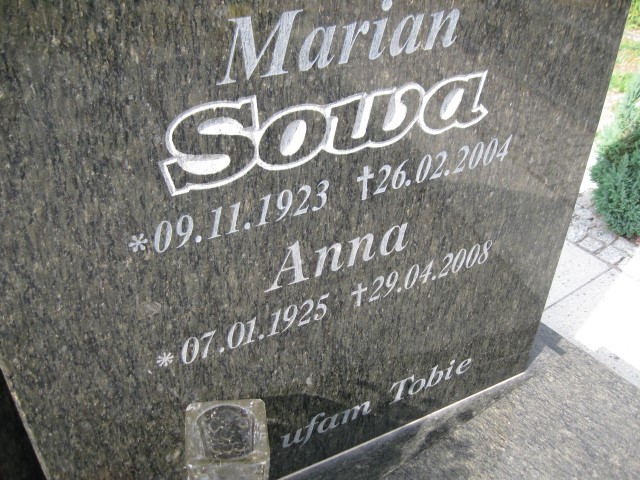 Marian
Sowa
*09.11.1923 †26.02.2004
Anna
*07.01.1925 †29.04.2008
ufam Tobie